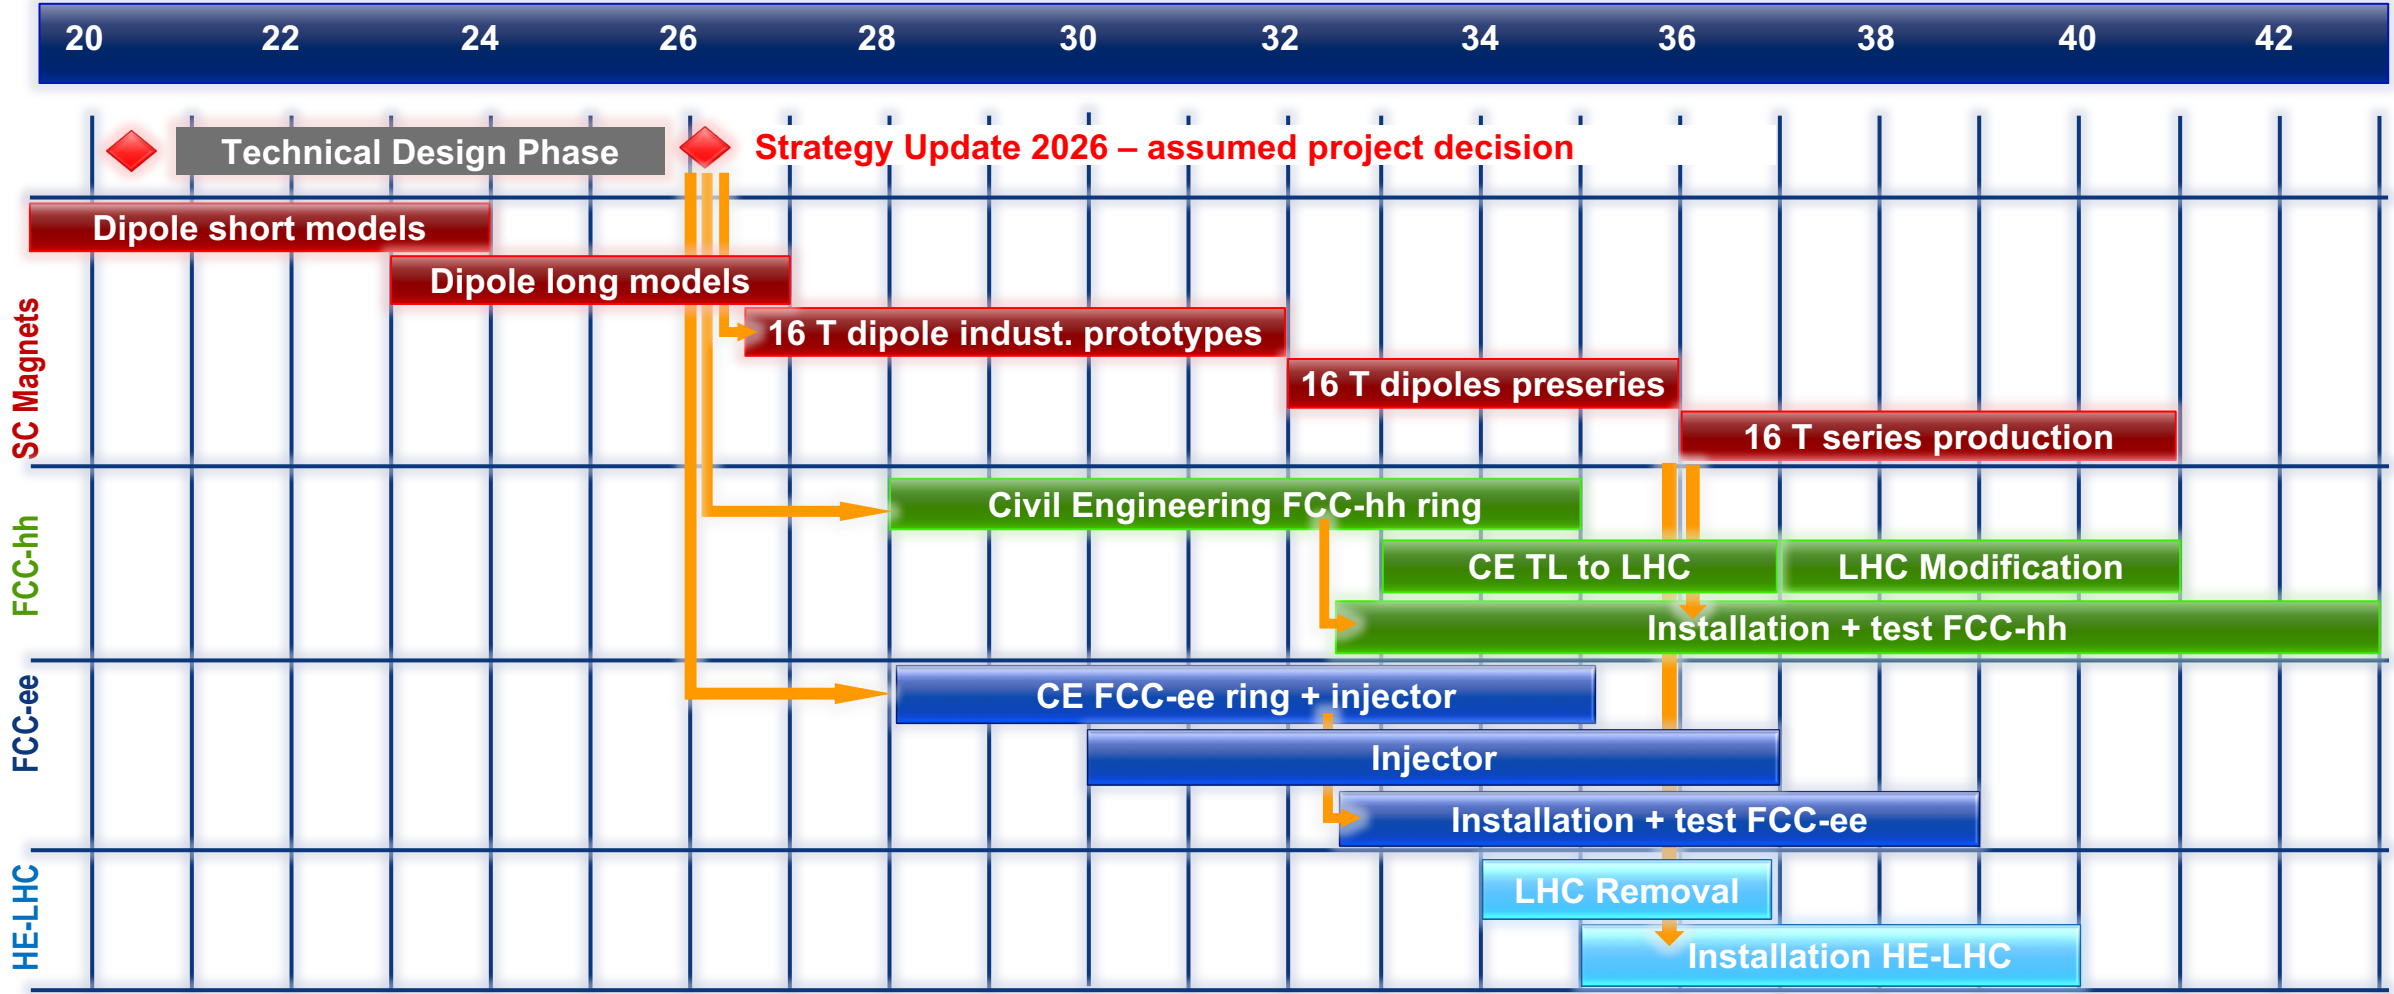 20 22 24 26 28 30 32 34 36 38 40 42
Technical Design Phase
Strategy Update 2026 – assumed project decision
SC Magnets
Dipole short models
Dipole long models
16 T dipole indust. prototypes
16 T dipoles preseries
16 T series production
FCC-hh
Civil Engineering FCC-hh ring
CE TL to LHC
LHC Modification
Installation + test FCC-hh
FCC-ee
CE FCC-ee ring + injector
Injector
Installation + test FCC-ee
HE-LHC
LHC Removal
Installation HE-LHC